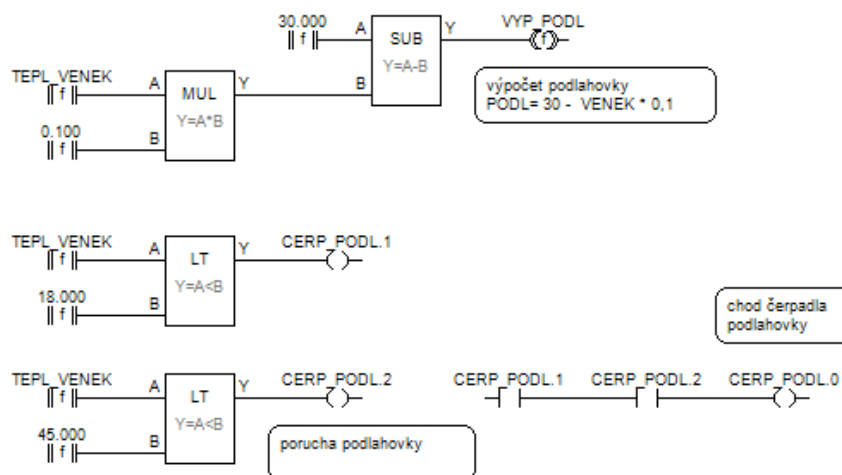 30.000
f
A
SUB
Y
VYP_PODL
f
Y=A-B
B
TEPL_VENEK
f
A
MUL
Y
Y=A*B
0.100
f
B
výpočet podlahovky
PODL= 30 - VENEK * 0,1
TEPL_VENEK
f
A
LT
Y
CERP_PODL.1
Y=A<B
18.000
f
B
chod čerpadla
podlahovky
TEPL_VENEK
f
A
LT
Y
CERP_PODL.2
Y=A<B
45.000
f
B
porucha podlahovky
CERP_PODL.1
CERP_PODL.2
CERP_PODL.0